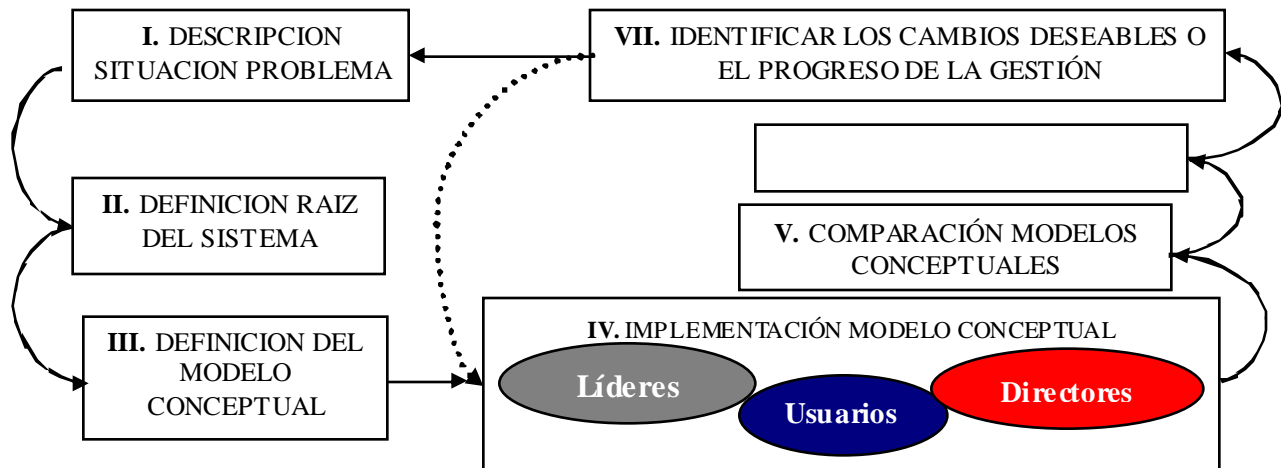 I. DESCRIPCION
SITUACION PROBLEMA
VII. IDENTIFICAR LOS CAMBIOS DESEABLES O
EL PROGRESO DE LA GESTIÓN
II. DEFINICION RAIZ
DEL SISTEMA
V. COMPARACIÓN MODELOS
CONCEPTUALES
III. DEFINICION DEL
MODELO
CONCEPTUAL
IV. IMPLEMENTACIÓN MODELO CONCEPTUAL
Líderes
Usuarios
Directores